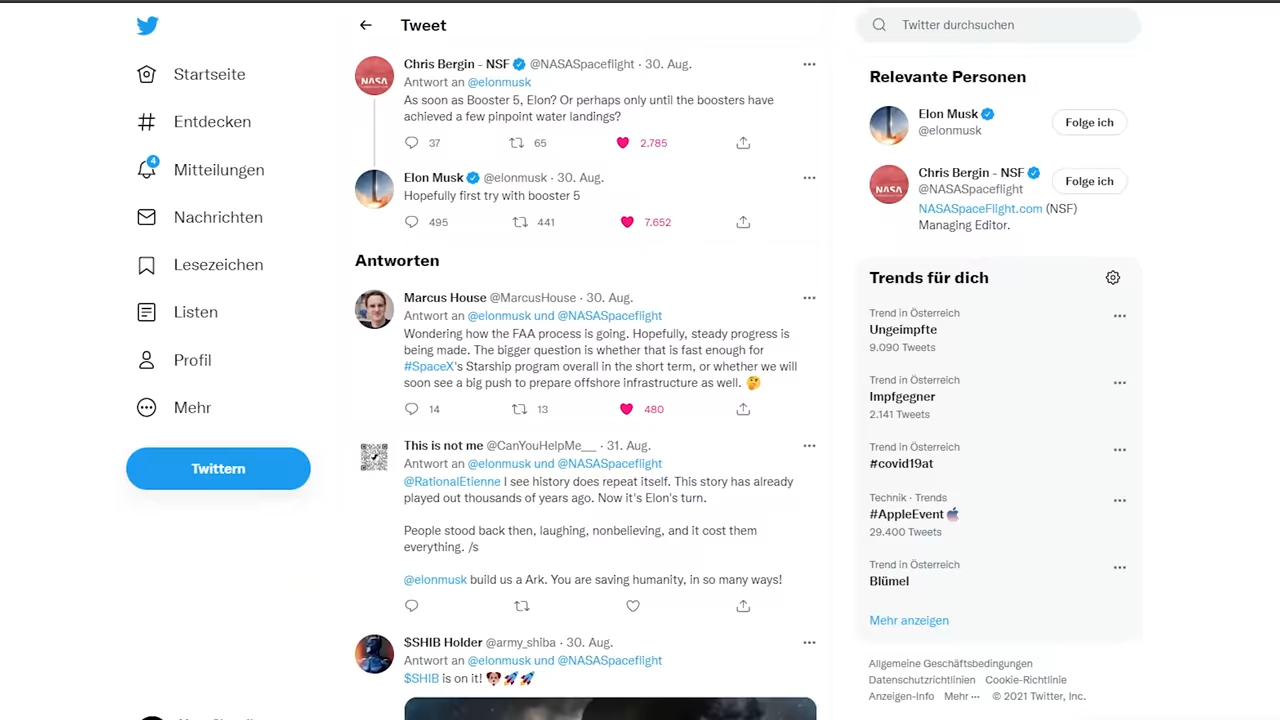 Startseite
Entdecken
4
Mitteilungen
Nachrichten
Lesezeichen
Listen
Profil
Mehr
Twittern
Tweet
NASA
Chris Bergin - NSF @NASASpaceflight · 30. Aug.
Antwort an @elonmusk
As soon as Booster 5, Elon? Or perhaps only until the boosters have
achieved a few pinpoint water landings?
37 65 2.785
Elon Musk @elonmusk · 30. Aug.
Hopefully first try with booster 5
495 441 7.652
Antworten
Marcus House @MarcusHouse · 30. Aug.
Antwort an @elonmusk und @NASASpaceflight
Wondering how the FAA process is going. Hopefully, steady progress is
being made. The bigger question is whether that is fast enough for
#SpaceX's Starship program overall in the short term, or whether we will
soon see a big push to prepare offshore infrastructure as well. 🤔
14 13 480
This is not me @CanYouHelpMe__ · 31. Aug.
Antwort an @elonmusk und @NASASpaceflight
@RationalEtienne I see history does repeat itself. This story has already
played out thousands of years ago. Now it's Elon's turn.
People stood back then, laughing, nonbelieving, and it cost them
everything. /s
@elonmusk build us a Ark. You are saving humanity, in so many ways!
$SHIB Holder @army_shiba · 30. Aug.
Antwort an @elonmusk und @NASASpaceflight
$SHIB is on it! 🐶🚀🚀
Twitter durchsuchen
Relevante Personen
Elon Musk
@elonmusk
Folge ich
NASA
Chris Bergin - NSF
@NASASpaceflight
Folge ich
NASASpaceFlight.com (NSF)
Managing Editor.
Trends für dich
Trend in Österreich
Ungeimpfte
9.090 Tweets
Trend in Österreich
Impfgegner
2.141 Tweets
Trend in Österreich
#covid19at
Technik · Trends
#AppleEvent
29.400 Tweets
Trend in Österreich
Blümel
Mehr anzeigen
Allgemeine Geschäftsbedingungen
Datenschutzrichtlinien Cookie-Richtlinie
Anzeigen-Info Mehr ··· © 2021 Twitter, Inc.